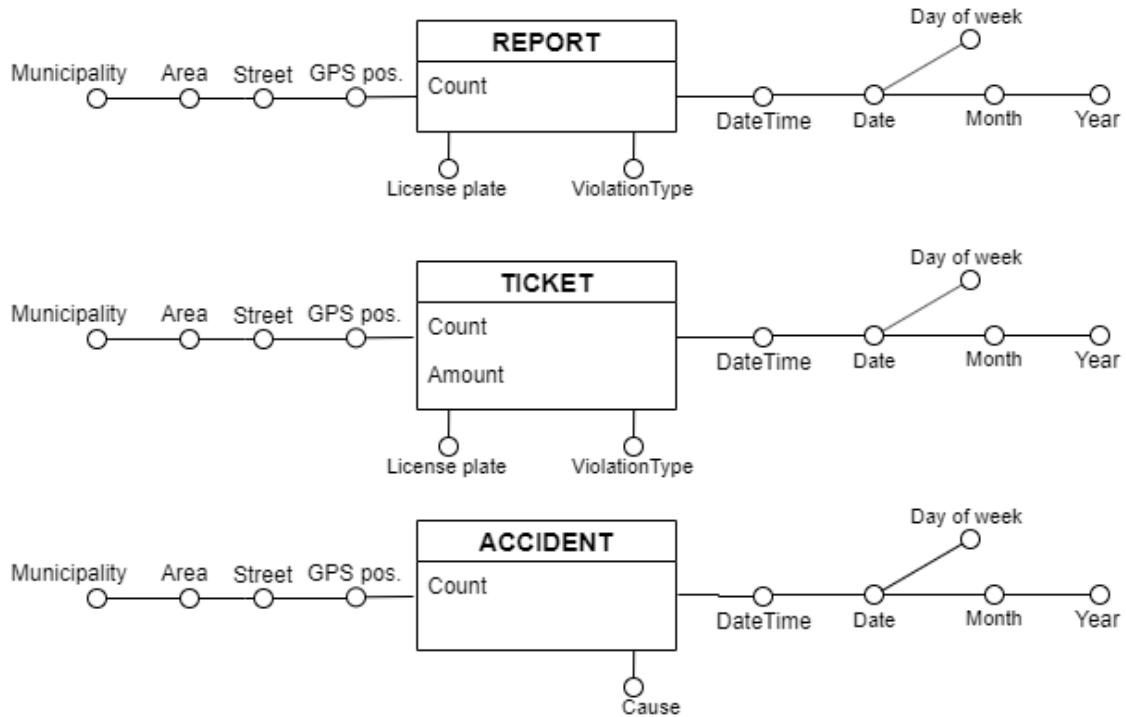 Day of week
REPORT
Municipality Area Street GPS pos.
Count
DateTime Date Month Year
License plate ViolationType
Day of week
TICKET
Municipality Area Street GPS pos.
Count
DateTime Date Month Year
Amount
License plate ViolationType
Day of week
ACCIDENT
Municipality Area Street GPS pos.
Count
DateTime Date Month Year
Cause